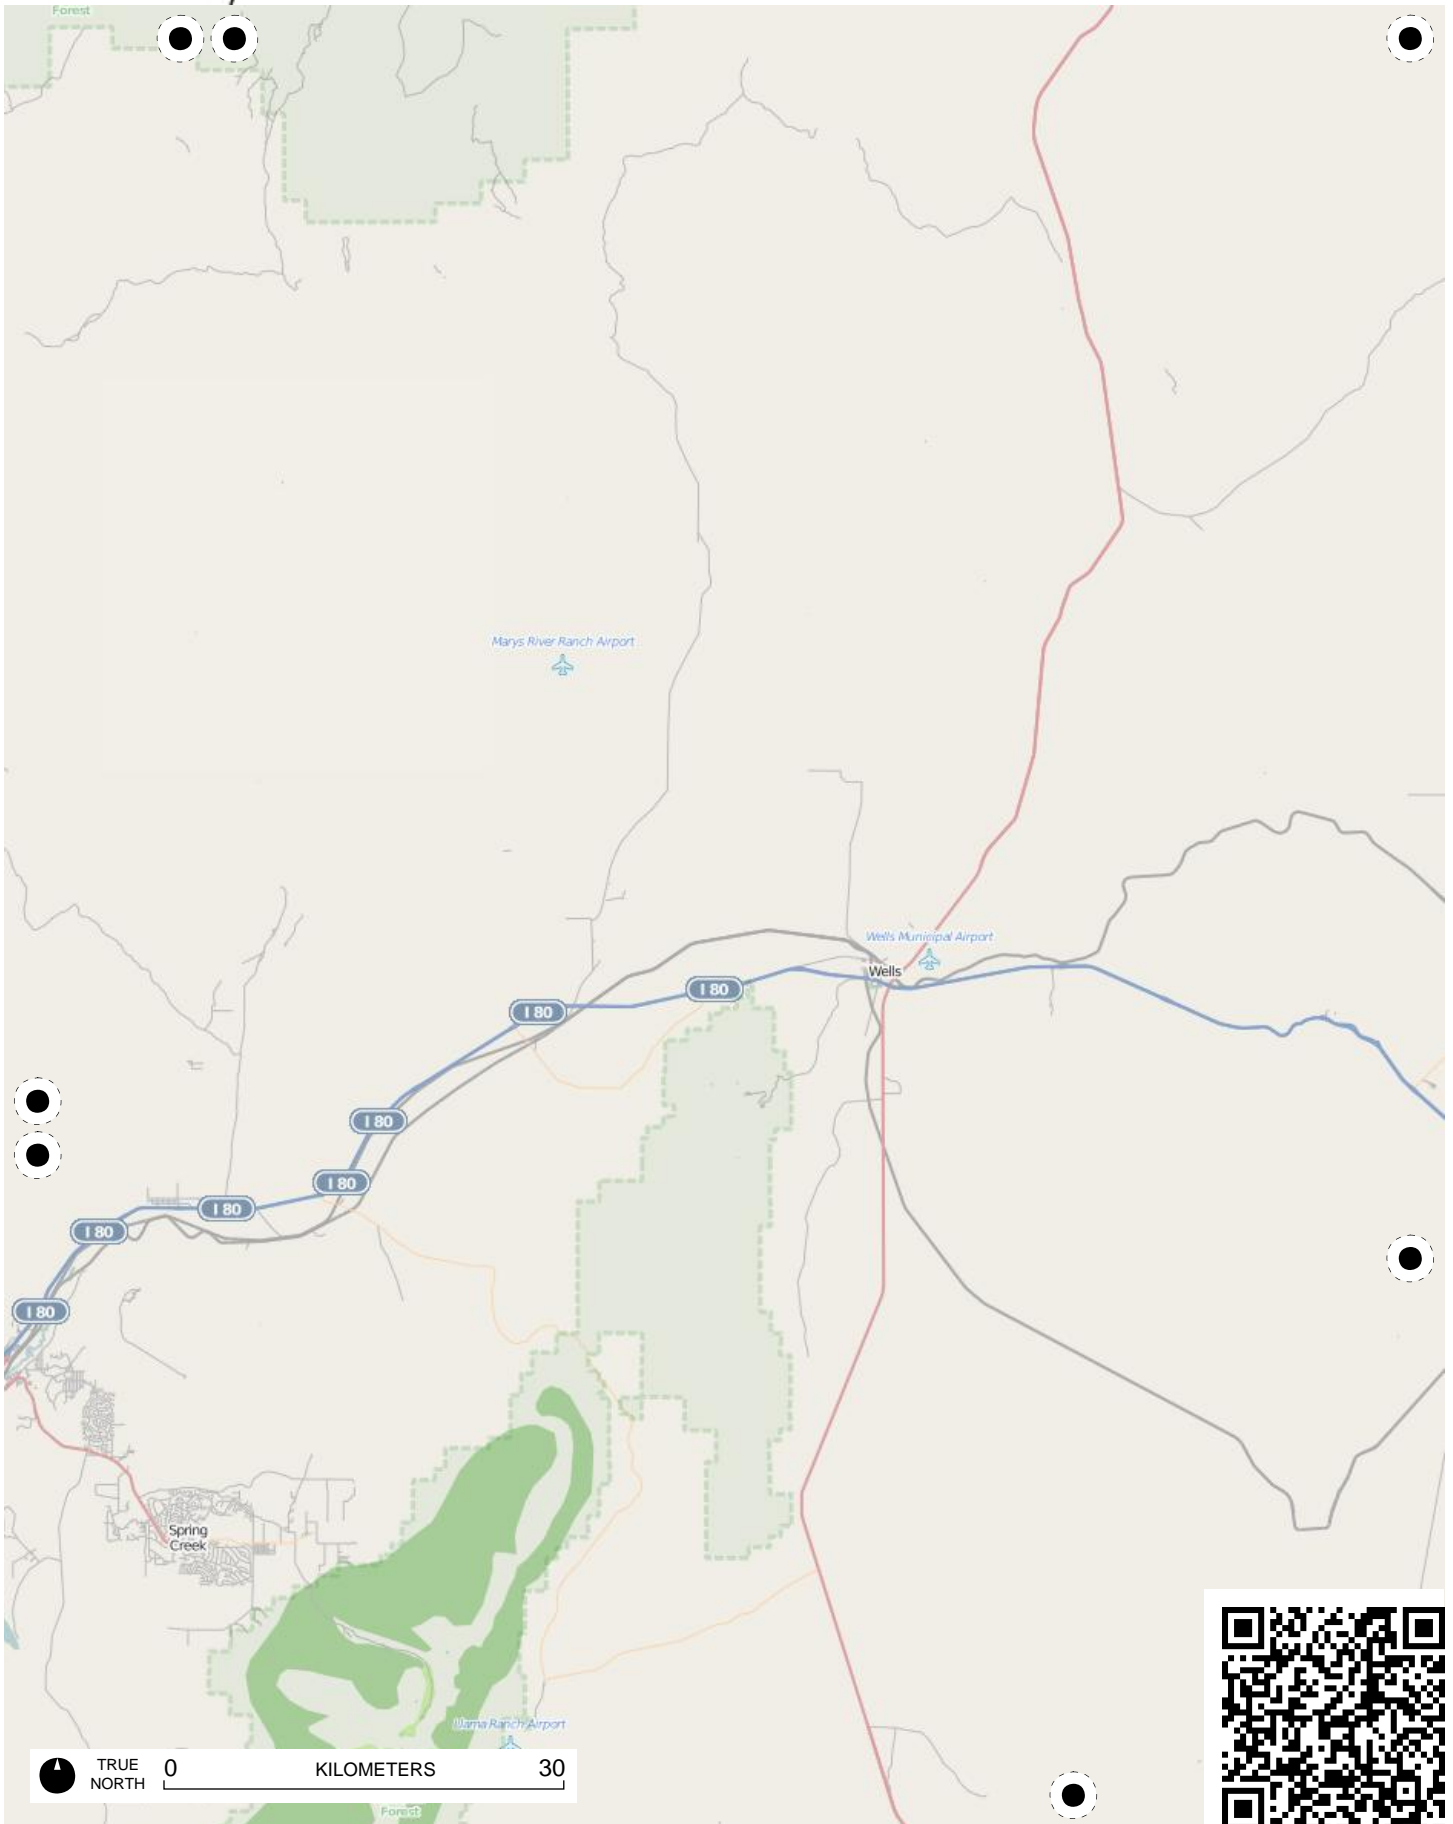 Forest
Marys River Ranch Airport
Wells Municipal Airport
Wells
I 80
I 80
I 80
I 80
I 80
I 80
I 80
Spring
Creek
Llama Ranch Airport
TRUE
NORTH
0
KILOMETERS
30
Forest